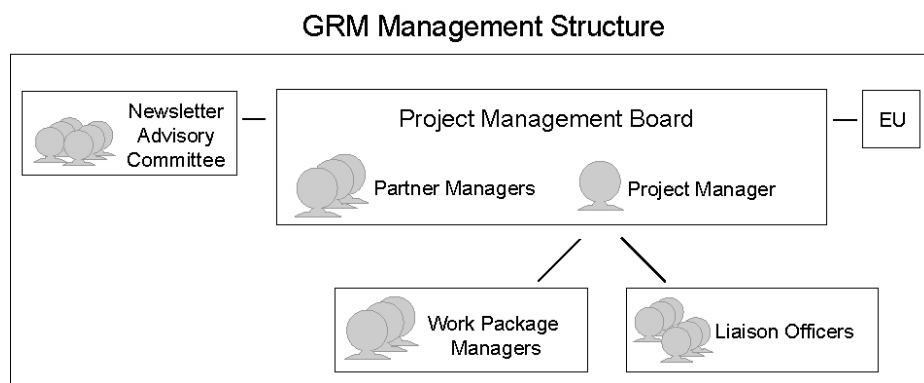 GRM Management Structure
Newsletter
Advisory
Committee
Project Management Board
EU
Partner Managers
Project Manager
Work Package
Managers
Liaison Officers